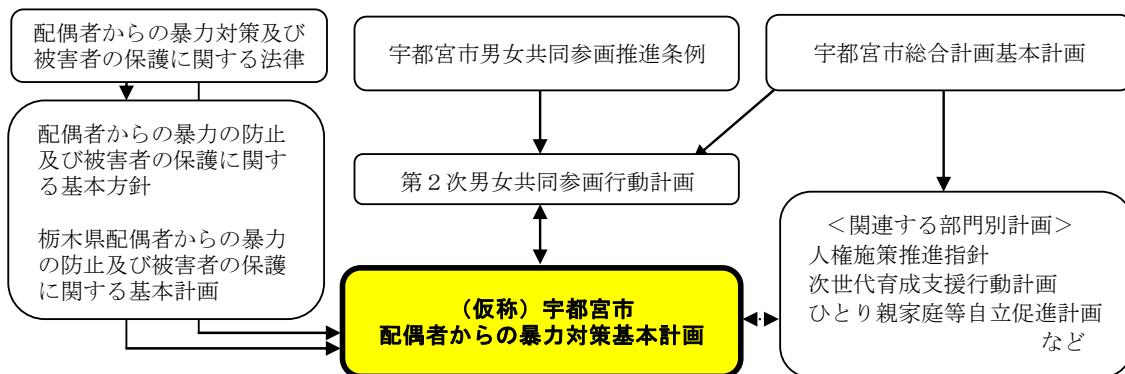 配偶者からの暴力対策及び
被害者の保護に関する法律
宇都宮市男女共同参画推進条例
宇都宮市総合計画基本計画
配偶者からの暴力の防止
及び被害者の保護に関す
る基本方針
栃木県配偶者からの暴力
の防止及び被害者の保護
に関する基本計画
第２次男女共同参画行動計画
（仮称）宇都宮市
配偶者からの暴力対策基本計画
＜関連する部門別計画＞
人権施策推進指針
次世代育成支援行動計画
ひとり親家庭等自立促進計画
など